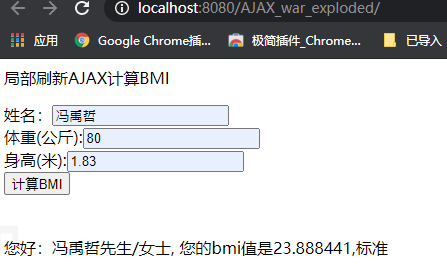 localhost:8080/AJAX_war_exploded/
应用 Google Chrome插... 极简插件_Chrome... 已导入
局部刷新AJAX计算BMI
姓名：冯禹哲
体重(公斤):80
身高(米):1.83
计算BMI
您好：冯禹哲先生/女士, 您的bmi值是23.888441,标准